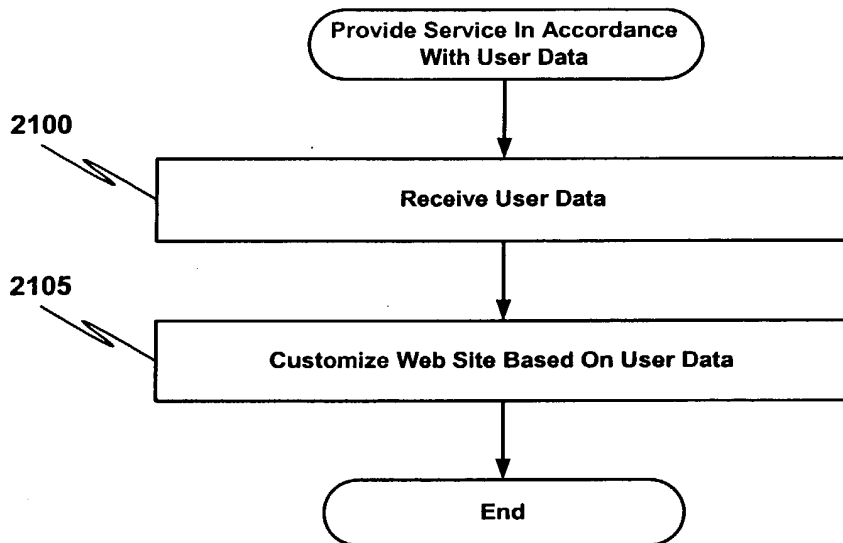 Provide Service In Accordance
With User Data
2100
Receive User Data
2105
Customize Web Site Based On User Data
End